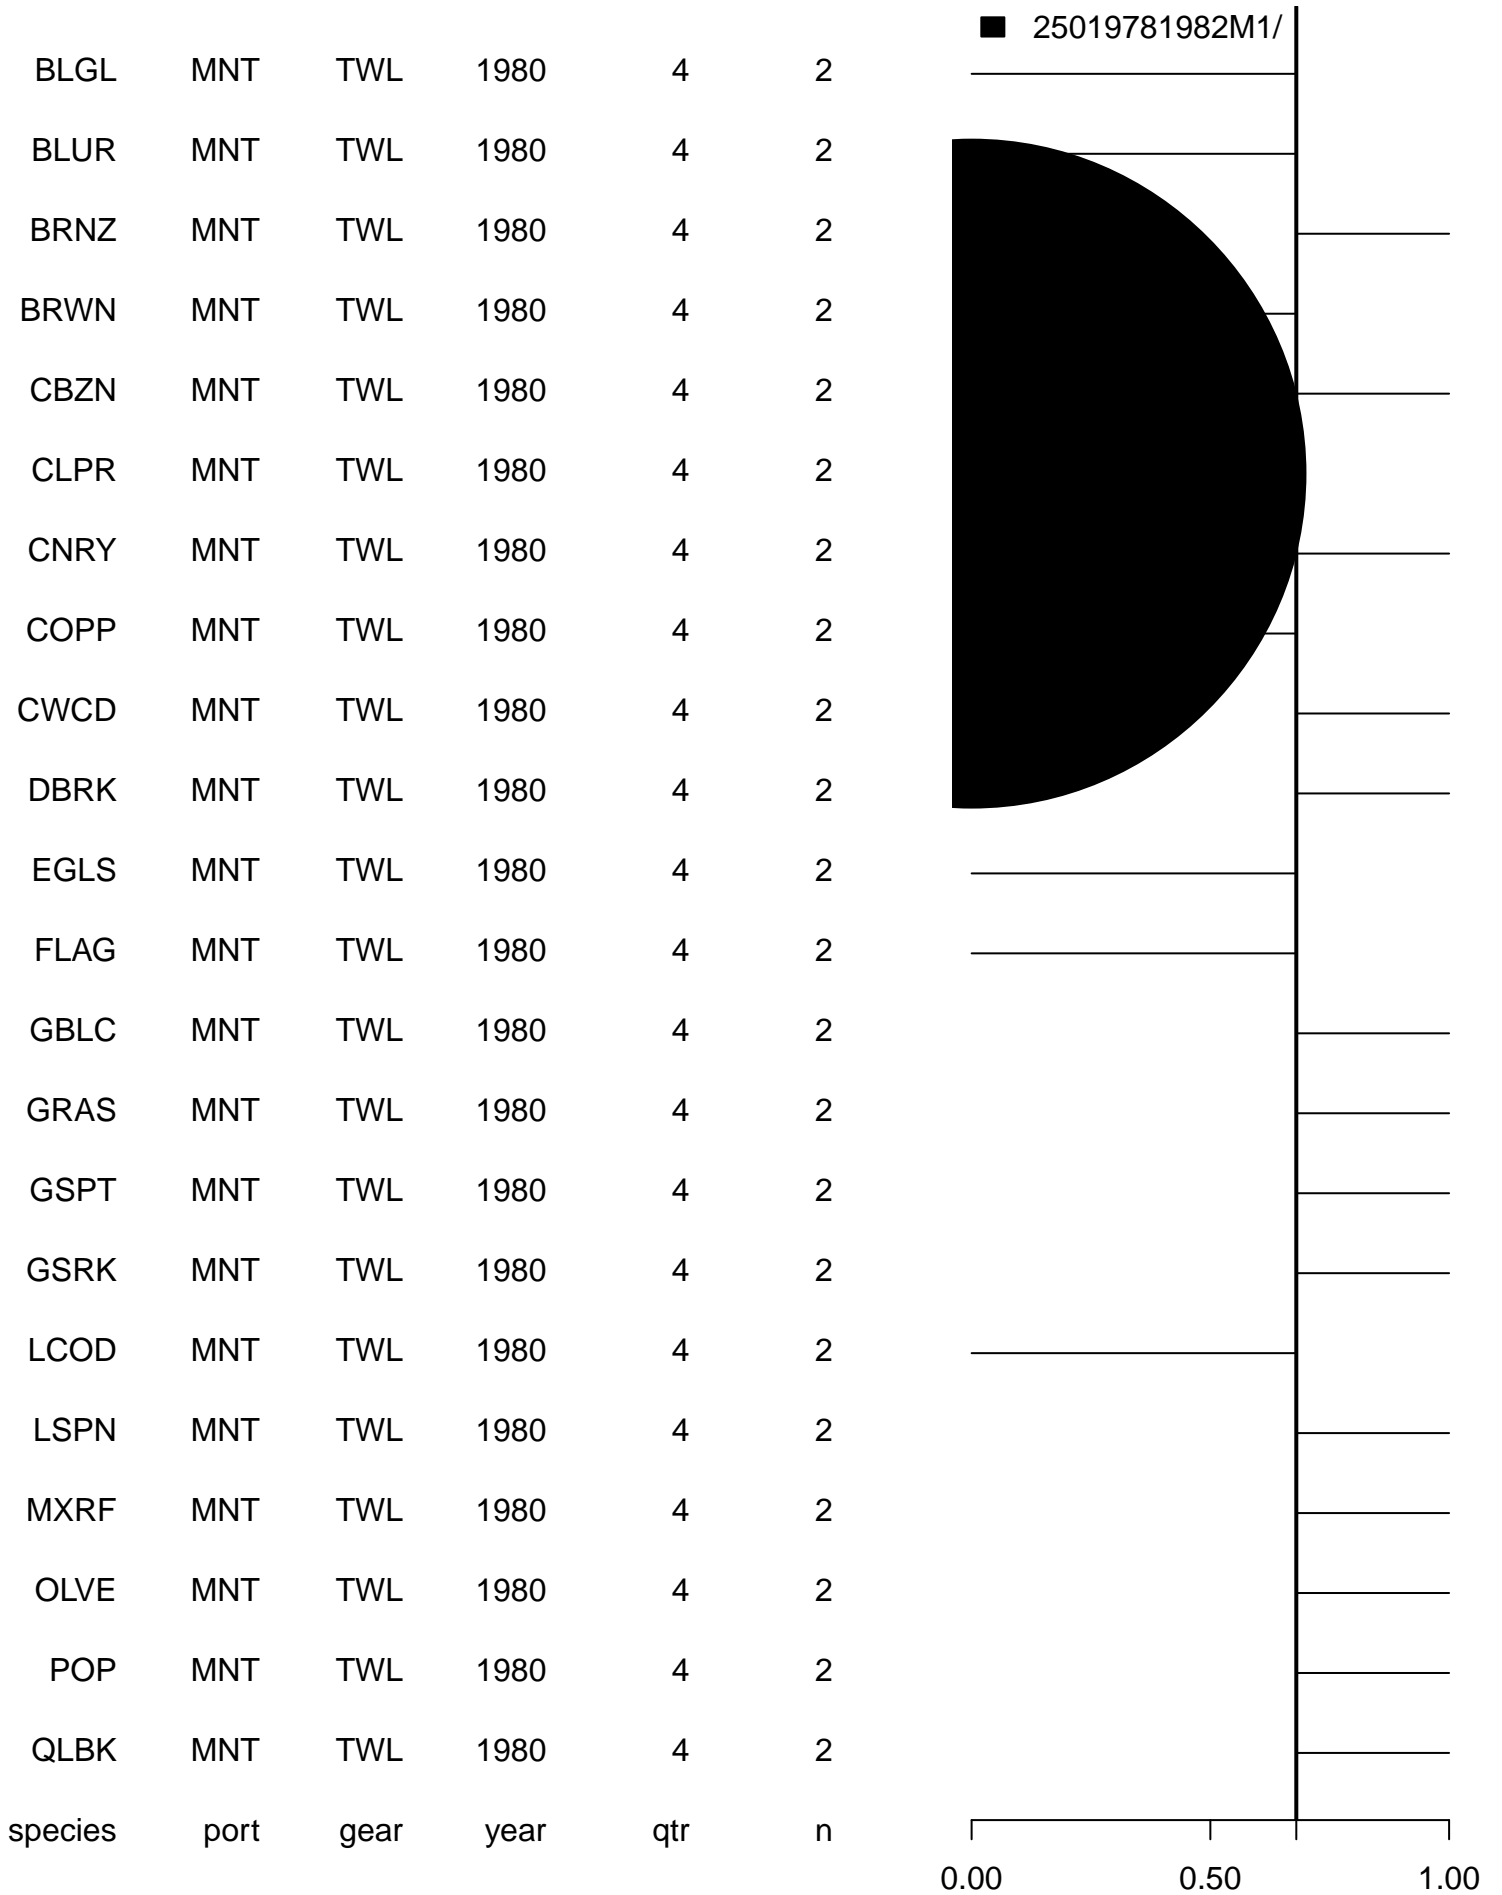 25019781982M1/
BLGL MNT TWL 1980 4 2
BLUR MNT TWL 1980 4 2
BRNZ MNT TWL 1980 4 2
BRWN MNT TWL 1980 4 2
CBZN MNT TWL 1980 4 2
CLPR MNT TWL 1980 4 2
CNRY MNT TWL 1980 4 2
COPP MNT TWL 1980 4 2
CWCD MNT TWL 1980 4 2
DBRK MNT TWL 1980 4 2
EGLS MNT TWL 1980 4 2
FLAG MNT TWL 1980 4 2
GBLC MNT TWL 1980 4 2
GRAS MNT TWL 1980 4 2
GSPT MNT TWL 1980 4 2
GSRK MNT TWL 1980 4 2
LCOD MNT TWL 1980 4 2
LSPN MNT TWL 1980 4 2
MXRF MNT TWL 1980 4 2
OLVE MNT TWL 1980 4 2
POP MNT TWL 1980 4 2
QLBK MNT TWL 1980 4 2
species port gear year qtr n
0.00 0.50 1.00